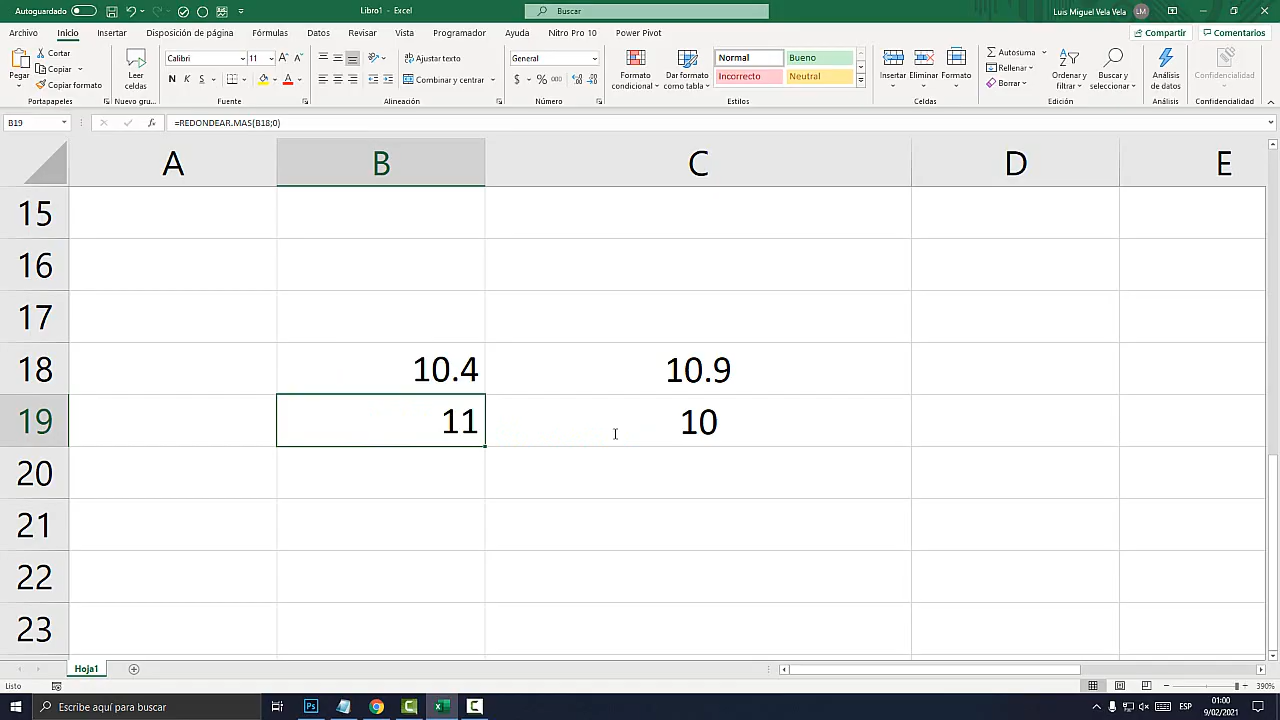 Autoguardado
Libro1 - Excel
Buscar
Luis Miguel Vela Vela
LM
Archivo
Inicio
Insertar
Disposición de página
Fórmulas
Datos
Revisar
Vista
Programador
Ayuda
Nitro Pro 10
Power Pivot
Compartir
Comentarios
Pegar
Cortar
Copiar
Copiar formato
Portapapeles
Leer celdas
Nuevo gru...
Calibri
11
N K S
Fuente
Ajustar texto
Combinar y centrar
Alineación
General
$ % 000
Número
Formato condicional
Dar formato como tabla
Normal
Bueno
Incorrecto
Neutral
Estilos
Insertar
Eliminar
Formato
Celdas
Autosuma
Rellenar
Borrar
Ordenar y filtrar
Buscar y seleccionar
Edición
Análisis de datos
Análisis
Confidencialidad
Confidencialidad
B19
fx
=REDONDEAR.MAS(B18;0)
A B C D E
15
16
17
18 10.4 10.9
19 11 10
20
21
22
23
Hoja1
Listo
390%
Escribe aquí para buscar
Ps
ESP
01:00
9/02/2021